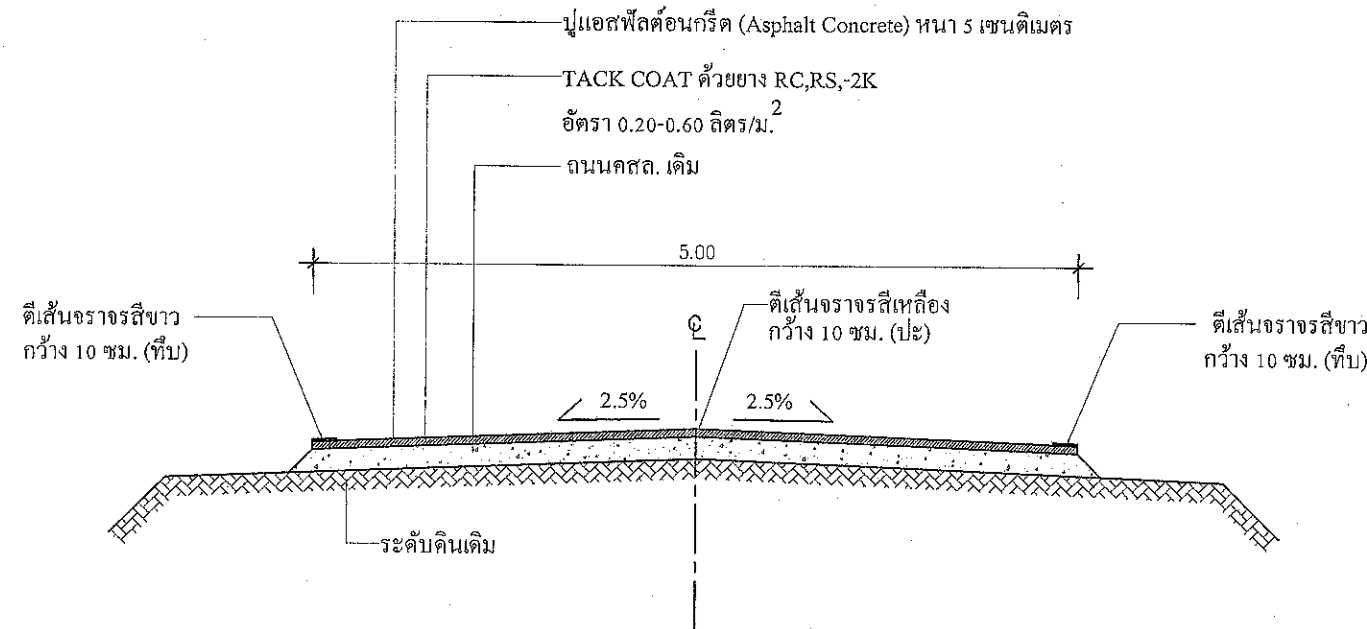 ปูแอสฟัลต์อนกรีต (Asphalt Concrete) หนา 5 เซนติเมตร
TACK COAT ด้วยยาง RC,RS,-2K
อัตรา 0.20-0.60 ลิตร/ม.2
ถนนคสล. เดิม
5.00
ตีเส้นจราจรสีขาว
กว้าง 10 ซม. (ทึบ)
ตีเส้นจราจรสีเหลือง
กว้าง 10 ซม. (ปะ)
ตีเส้นจราจรสีขาว
กว้าง 10 ซม. (ทึบ)
℄
2.5%
2.5%
ระดับดินเดิม